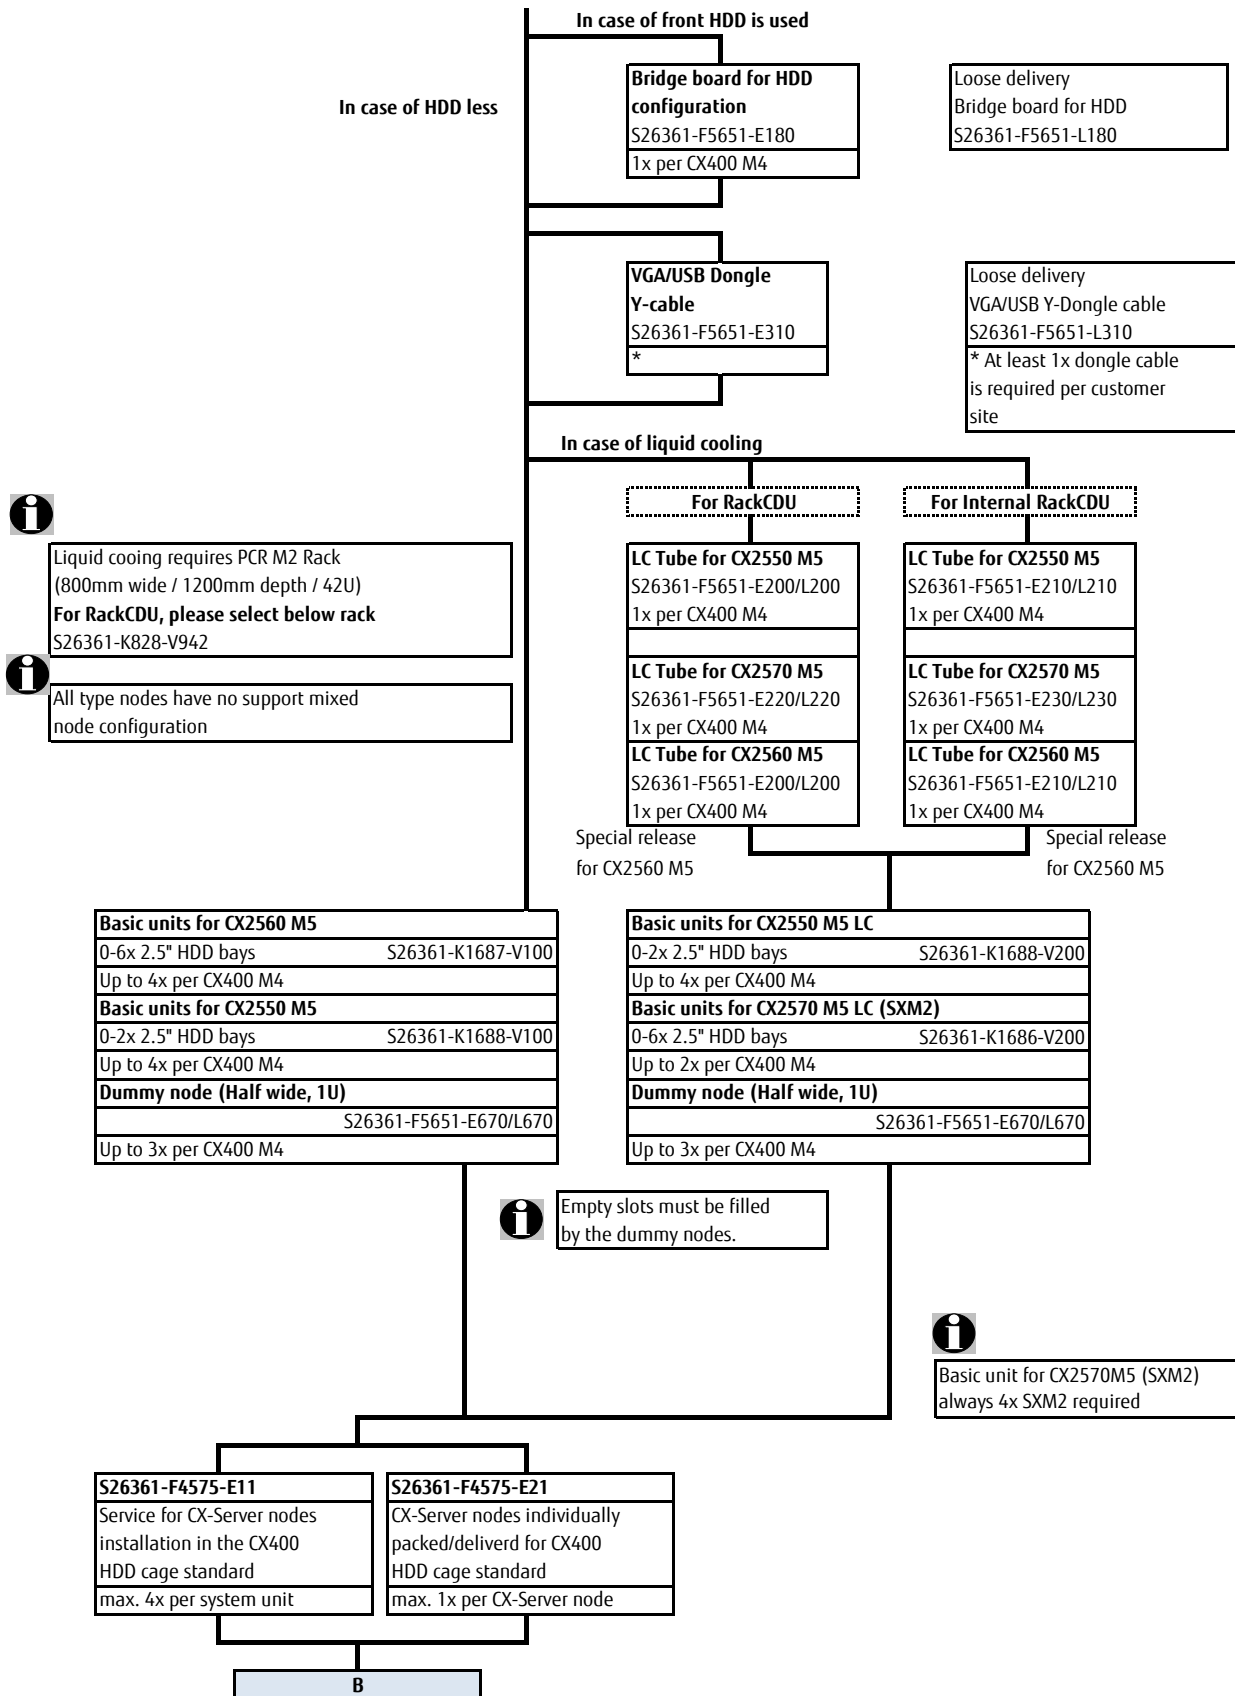 In case of front HDD is used
In case of HDD less
Bridge board for HDD
configuration
S26361-F5651-E180
1x per CX400 M4
Loose delivery
Bridge board for HDD
S26361-F5651-L180
VGA/USB Dongle
Y-cable
S26361-F5651-E310
*
Loose delivery
VGA/USB Y-Dongle cable
S26361-F5651-L310
* At least 1x dongle cable
is required per customer
site
In case of liquid cooling
For RackCDU
For Internal RackCDU
Liquid cooing requires PCR M2 Rack
(800mm wide / 1200mm depth / 42U)
For RackCDU, please select below rack
S26361-K828-V942
All type nodes have no support mixed
node configuration
LC Tube for CX2550 M5
S26361-F5651-E200/L200
1x per CX400 M4
LC Tube for CX2570 M5
S26361-F5651-E220/L220
1x per CX400 M4
LC Tube for CX2560 M5
S26361-F5651-E200/L200
1x per CX400 M4
LC Tube for CX2550 M5
S26361-F5651-E210/L210
1x per CX400 M4
LC Tube for CX2570 M5
S26361-F5651-E230/L230
1x per CX400 M4
LC Tube for CX2560 M5
S26361-F5651-E210/L210
1x per CX400 M4
Special release
for CX2560 M5
Special release
for CX2560 M5
Basic units for CX2560 M5
0-6x 2.5" HDD bays S26361-K1687-V100
Up to 4x per CX400 M4
Basic units for CX2550 M5
0-2x 2.5" HDD bays S26361-K1688-V100
Up to 4x per CX400 M4
Dummy node (Half wide, 1U)
S26361-F5651-E670/L670
Up to 3x per CX400 M4
Basic units for CX2550 M5 LC
0-2x 2.5" HDD bays S26361-K1688-V200
Up to 4x per CX400 M4
Basic units for CX2570 M5 LC (SXM2)
0-6x 2.5" HDD bays S26361-K1686-V200
Up to 2x per CX400 M4
Dummy node (Half wide, 1U)
S26361-F5651-E670/L670
Up to 3x per CX400 M4
Empty slots must be filled
by the dummy nodes.
Basic unit for CX2570M5 (SXM2)
always 4x SXM2 required
S26361-F4575-E11
Service for CX-Server nodes
installation in the CX400
HDD cage standard
max. 4x per system unit
S26361-F4575-E21
CX-Server nodes individually
packed/deliverd for CX400
HDD cage standard
max. 1x per CX-Server node
B